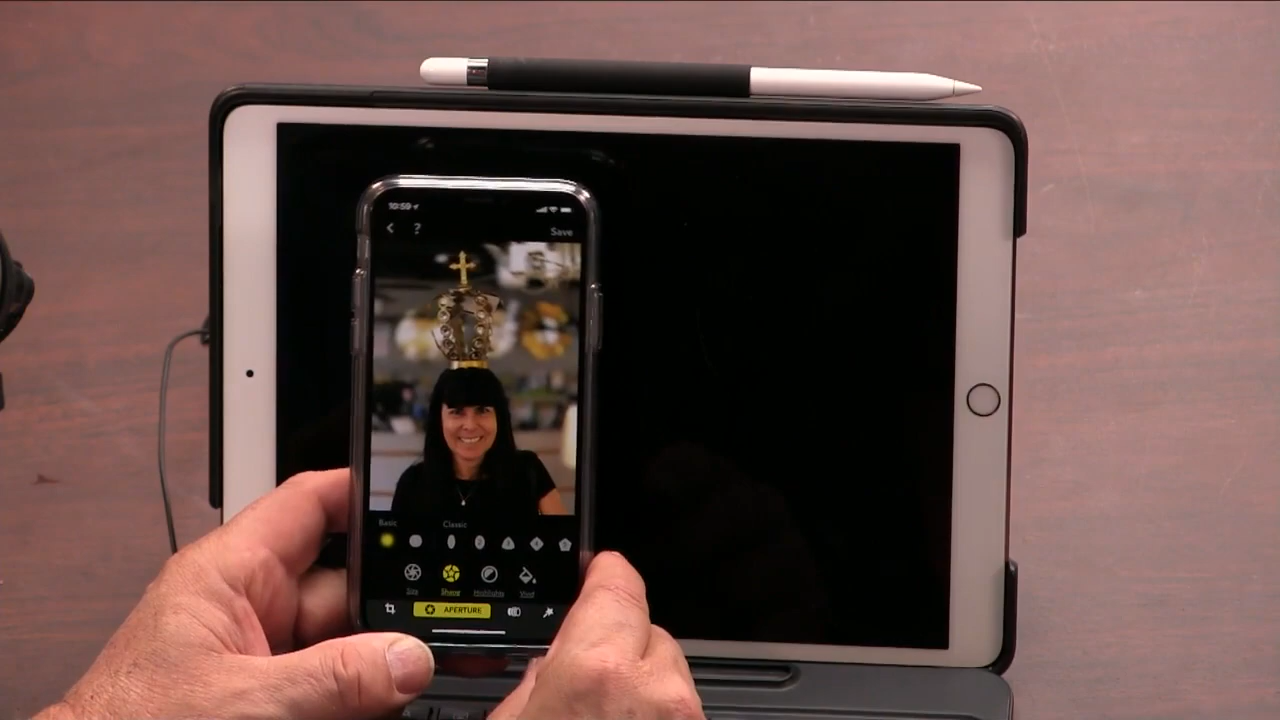 10:59
?
Save
Basic
Classic
Size
Shape
Highlights
Vivid
APERTURE